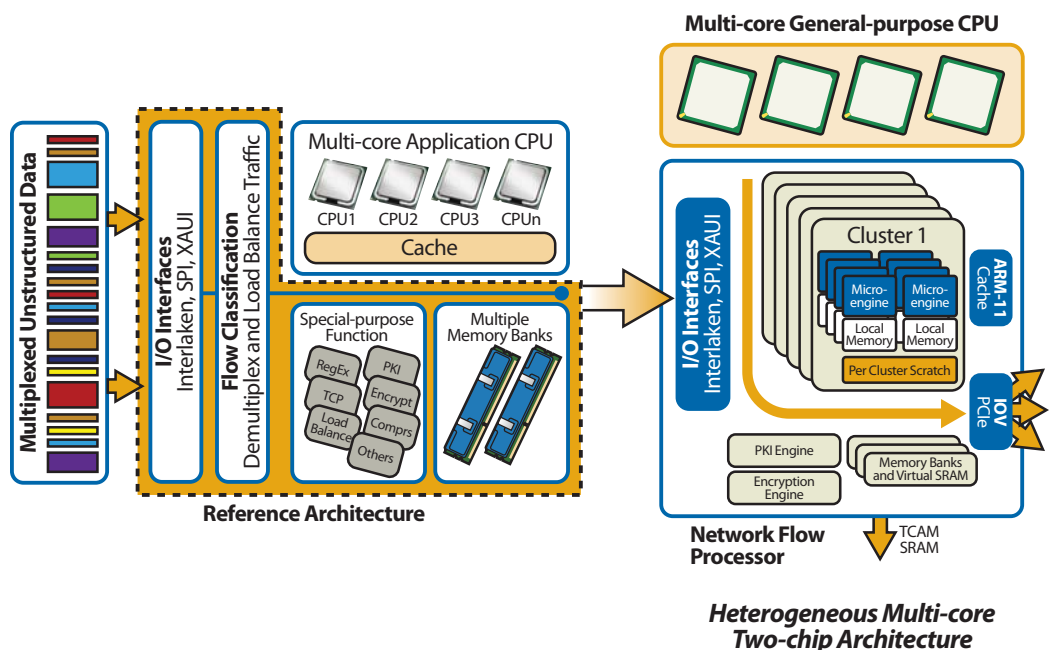 Multi-core General-purpose CPU
Multiplexed Unstructured Data
I/O Interfaces
Interlaken, SPI, XAUI
Flow Classification
Demultiplex and Load Balance Traffic
Multi-core Application CPU
CPU1
CPU2
CPU3
CPUn
Cache
Special-purpose
Function
RegEx
PKI
TCP
Encrypt
Load
Balance
Comprs
Others
Multiple
Memory Banks
Reference Architecture
I/O Interfaces
Interlaken, SPI, XAUI
Cluster 1
Micro-
engine
Micro-
engine
Local
Memory
Local
Memory
Per Cluster Scratch
ARM-11
Cache
IOV
PCIe
PKI Engine
Encryption
Engine
Memory Banks
and Virtual SRAM
Network Flow
Processor
TCAM
SRAM
Heterogeneous Multi-core
Two-chip Architecture